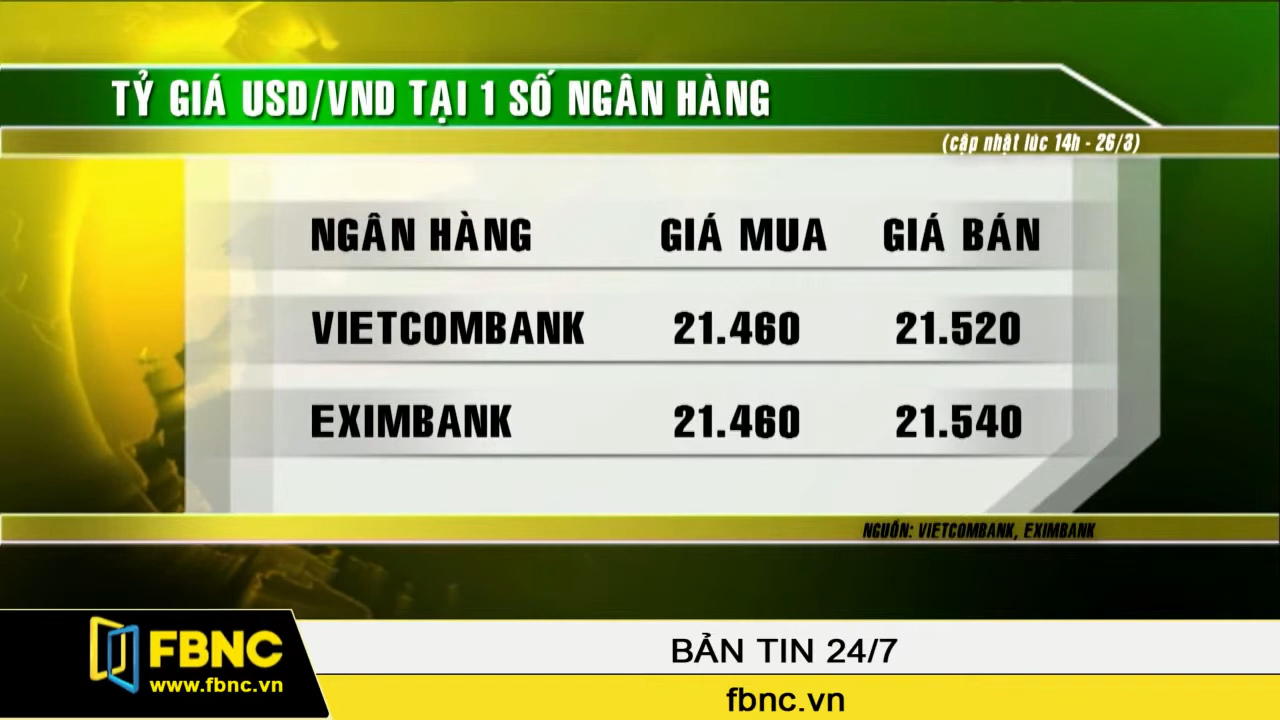 TỶ GIÁ USD/VND TẠI 1 SỐ NGÂN HÀNG
(cập nhật lúc 14h - 26/3)
NGÂN HÀNG GIÁ MUA GIÁ BÁN
VIETCOMBANK 21.460 21.520
EXIMBANK 21.460 21.540
NGUỒN: VIETCOMBANK, EXIMBANK
FBNC
www.fbnc.vn
BẢN TIN 24/7
fbnc.vn